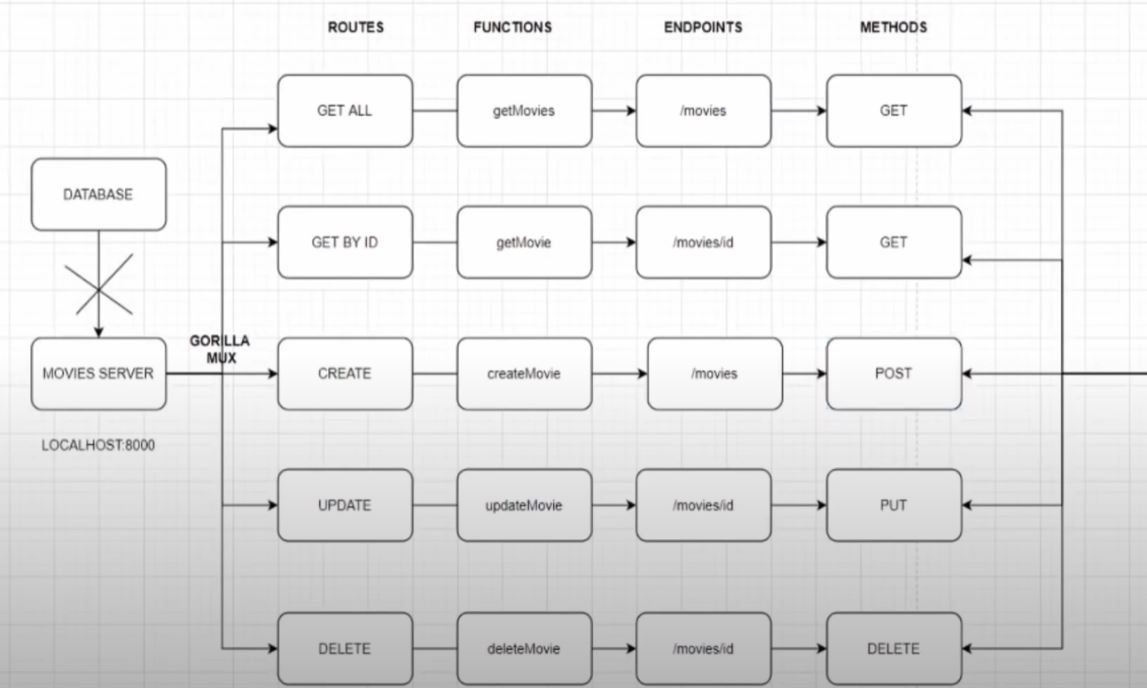 ROUTES
FUNCTIONS
ENDPOINTS
METHODS
GET ALL
getMovies
/movies
GET
DATABASE
GET BY ID
getMovie
/movies/id
GET
GORILLA
MUX
MOVIES SERVER
CREATE
createMovie
/movies
POST
LOCALHOST:8000
UPDATE
updateMovie
/movies/id
PUT
DELETE
deleteMovie
/movies/id
DELETE